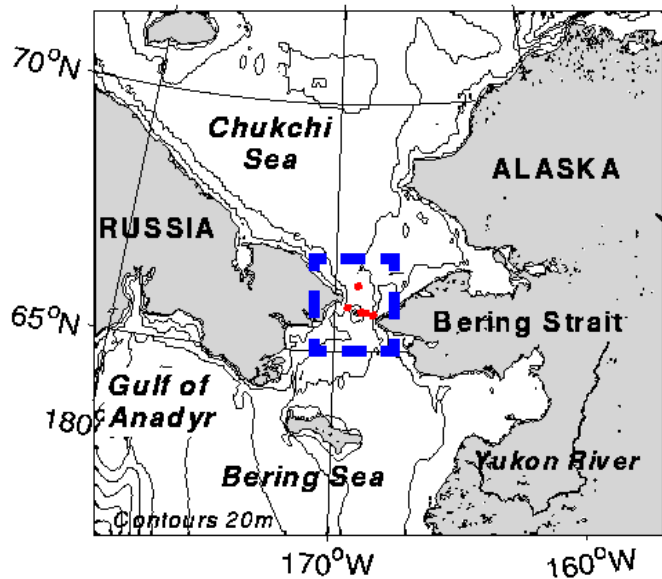 70°N
Chukchi
Sea
ALASKA
RUSSIA
65°N
Bering Strait
Gulf of
Anadyr
180
Bering Sea
Yukon River
Contours 20m
170°W
160°W